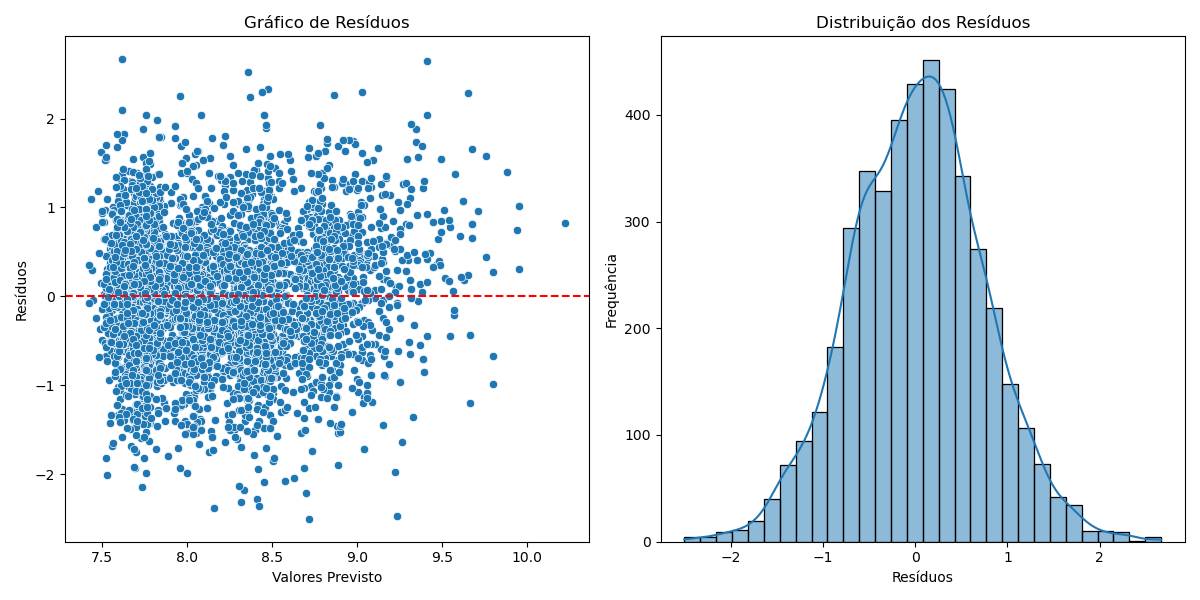 Gráfico de Resíduos
Resíduos
2
1
0
−1
−2
7.5 8.0 8.5 9.0 9.5 10.0
Valores Previsto
Distribuição dos Resíduos
Frequência
400
300
200
100
0
−2 −1 0 1 2
Resíduos